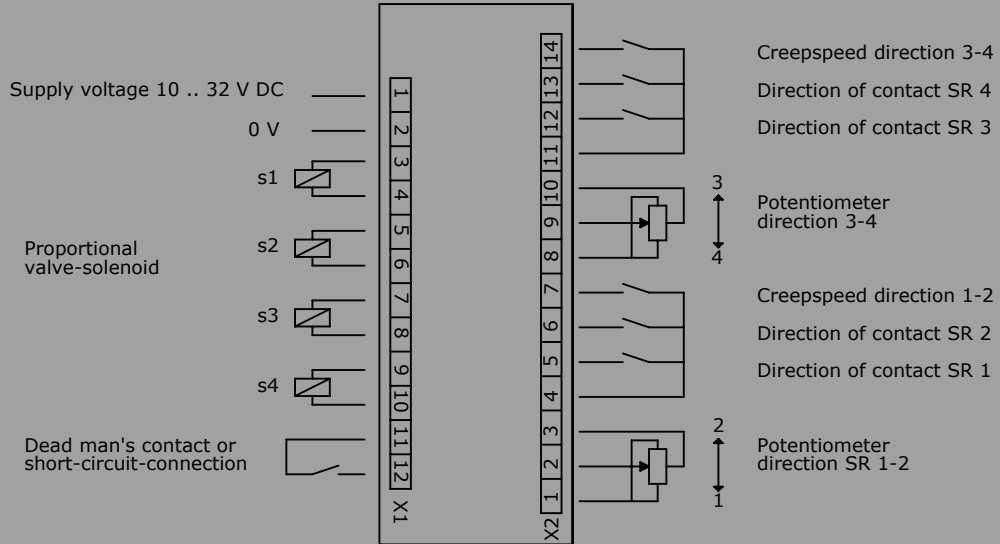 Supply voltage 10 .. 32 V DC
0 V
s1
s2
Proportional
valve-solenoid
s3
s4
Dead man's contact or
short-circuit-connection
1
2
3
4
5
6
7
8
9
10
11
12
X1
14
13
12
11
10
9
8
7
6
5
4
3
2
1
X2
Creepspeed direction 3-4
Direction of contact SR 4
Direction of contact SR 3
3
4
Potentiometer
direction 3-4
Creepspeed direction 1-2
Direction of contact SR 2
Direction of contact SR 1
2
1
Potentiometer
direction SR 1-2